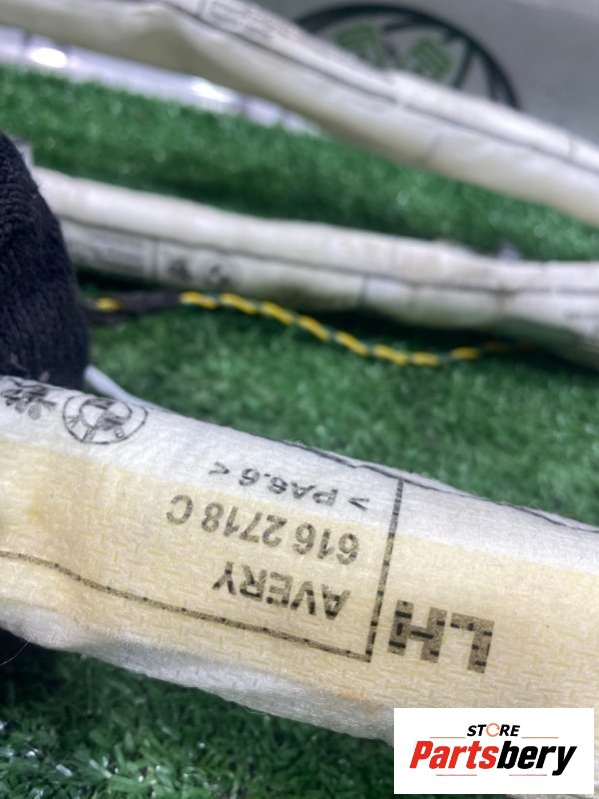 LH
AVERY
616 2718 C
> PA6.6 <
STORE
Partsbery